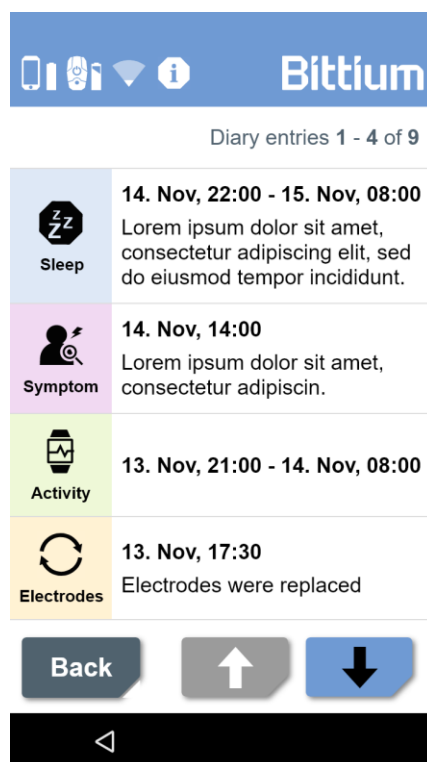 i
Bittium
Diary entries 1 - 4 of 9
Z Z Z
Sleep
14. Nov, 22:00 - 15. Nov, 08:00
Lorem ipsum dolor sit amet,
consectetur adipiscing elit, sed
do eiusmod tempor incididunt.
Symptom
14. Nov, 14:00
Lorem ipsum dolor sit amet,
consectetur adipiscin.
Activity
13. Nov, 21:00 - 14. Nov, 08:00
Electrodes
13. Nov, 17:30
Electrodes were replaced
Back